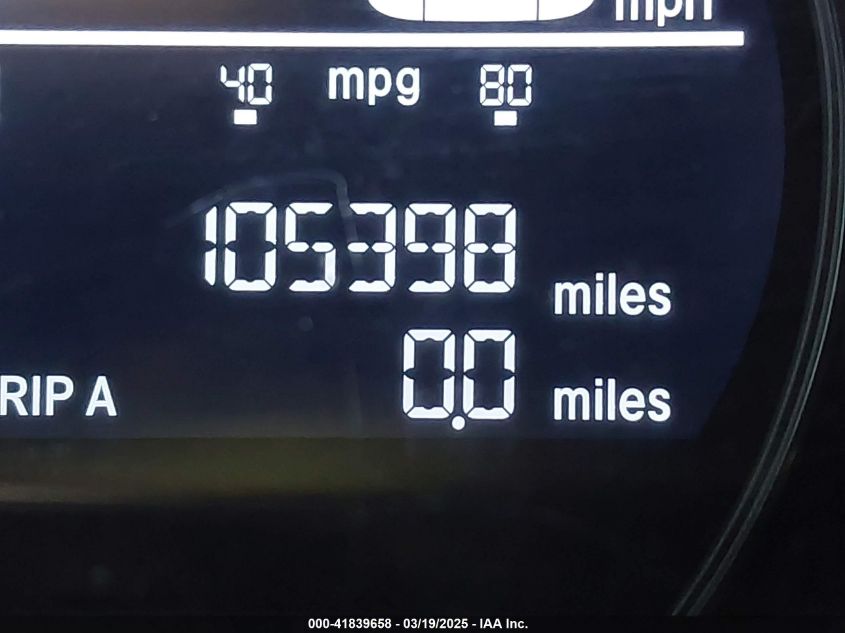 mph
40 mpg 80
105398 miles
RIP A 0.0 miles
000-41839658 - 03/19/2025 - IAA Inc.